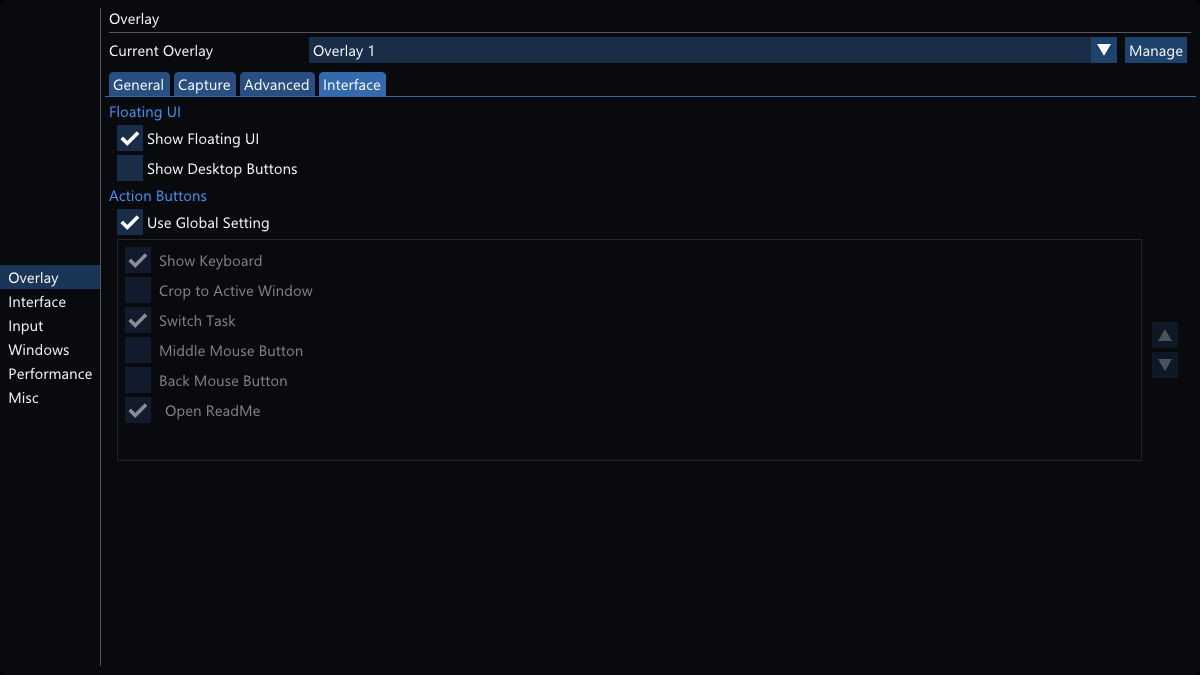 Overlay
Current Overlay Overlay 1 Manage
General Capture Advanced Interface
Floating UI
Show Floating UI
Show Desktop Buttons
Action Buttons
Use Global Setting
Show Keyboard
Crop to Active Window
Switch Task
Middle Mouse Button
Back Mouse Button
Open ReadMe
Overlay
Interface
Input
Windows
Performance
Misc